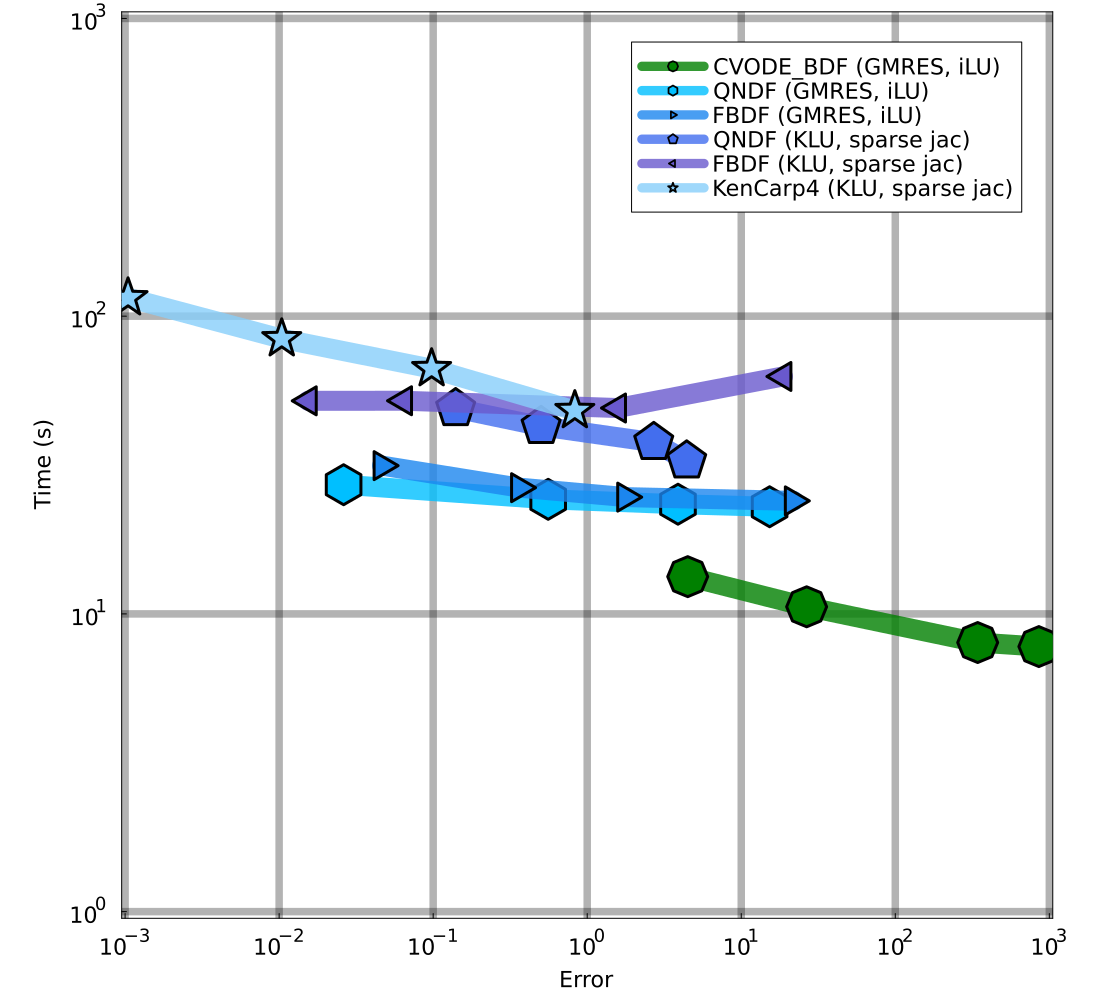 10³
CVODE_BDF (GMRES, iLU)
QNDF (GMRES, iLU)
FBDF (GMRES, iLU)
QNDF (KLU, sparse jac)
FBDF (KLU, sparse jac)
KenCarp4 (KLU, sparse jac)
10²
Time (s)
10¹
10⁰
10⁻³ 10⁻² 10⁻¹ 10⁰ 10¹ 10² 10³
Error